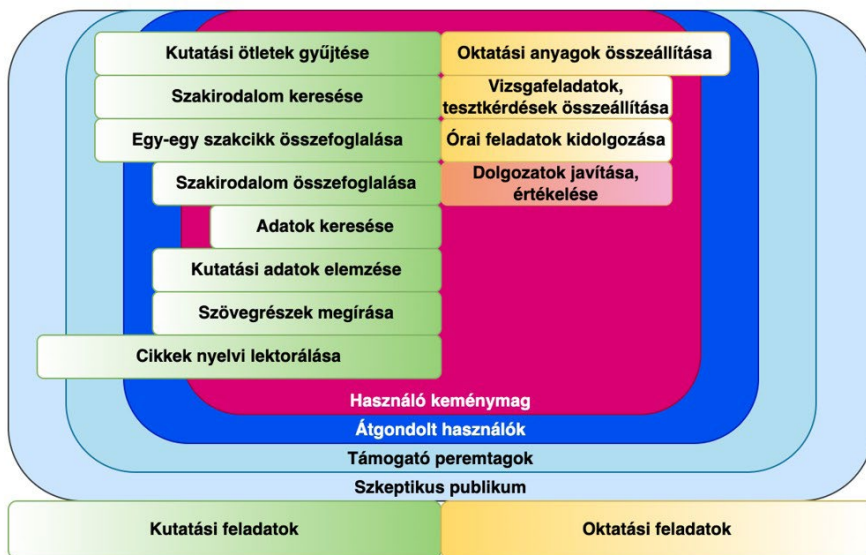 Kutatási ötletek gyűjtése
Szakirodalom keresése
Egy-egy szakcikk összefoglalása
Szakirodalom összefoglalása
Adatok keresése
Kutatási adatok elemzése
Szövegrészek megírása
Cikkek nyelvi lektorálása
Oktatási anyagok összeállítása
Vizsgafeladatok,
tesztkérdések összeállítása
Órai feladatok kidolgozása
Dolgozatok javítása,
értékelése
Használó keménymag
Átgondolt használók
Támogató peremtagok
Szkeptikus publikum
Kutatási feladatok
Oktatási feladatok